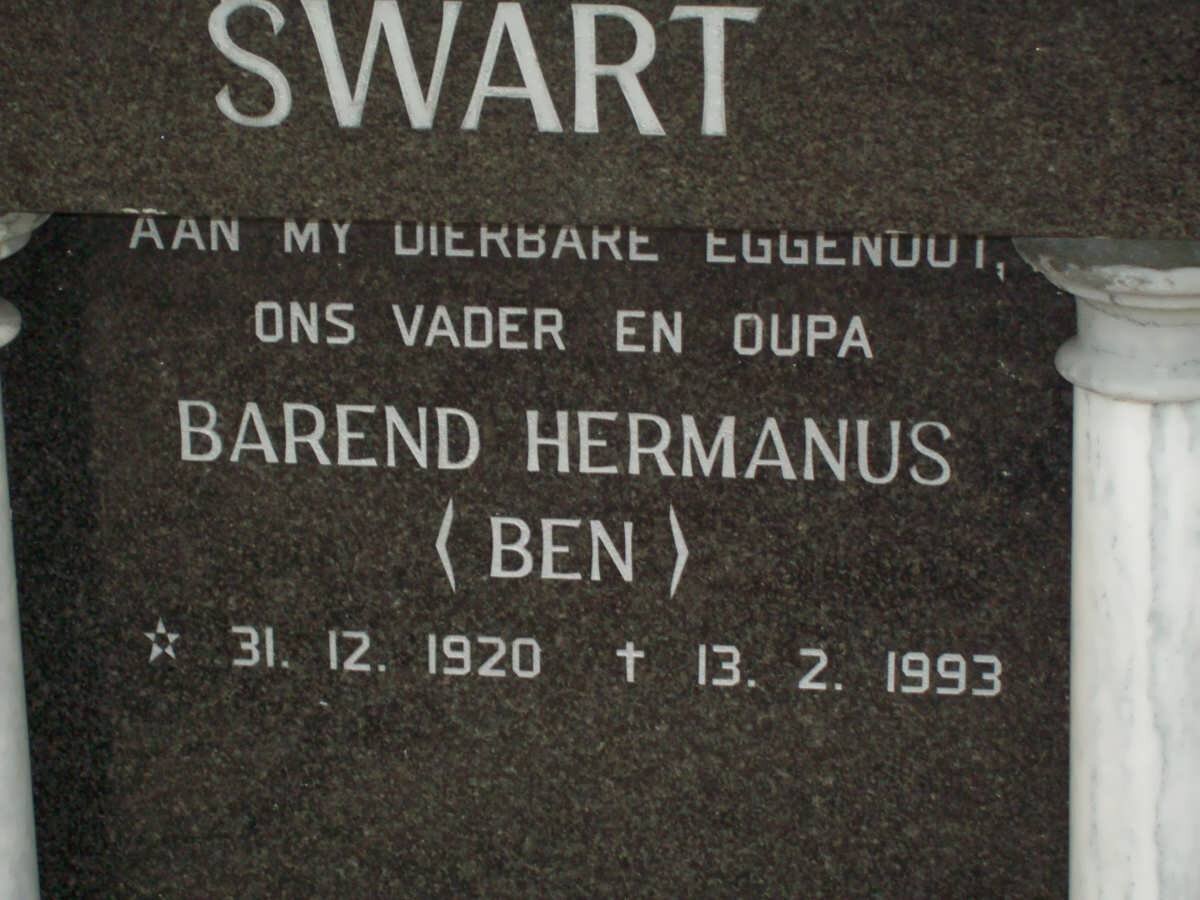 SWART
AAN MY DIERBARE EGGENOOT,
ONS VADER EN OUPA
BAREND HERMANUS
(BEN)
☆ 31. 12. 1920 ✝ 13. 2. 1993